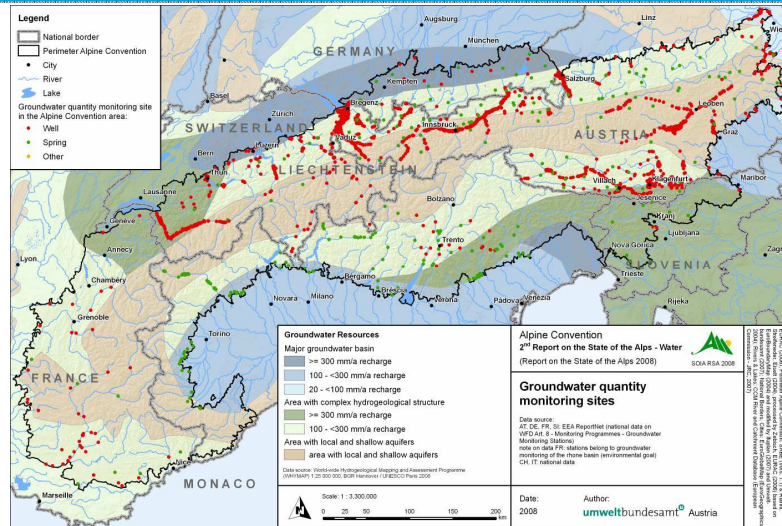 Legend
National border
Perimeter Alpine Convention
City
River
Lake
Groundwater quantity monitoring site
in the Alpine Convention area:
Well
Spring
Other
Augsburg
Linz
München
GERMANY
Kempten
Salzburg
Basel
Bregenz
Zürich
Leoben
SWITZERLAND
Vaduz
Innsbruck
AUSTRIA
Luzern
Graz
Bern
LIECHTENSTEIN
Thun
Villach
Klagenfurt
Maribor
Lausanne
Bolzano
Jesenice
Genève
Kranj
Trento
Ljubljana
Annecy
Nova Gorica
Lyon
SLOVENIA
Chambéry
Bergamo
Trieste
Brescia
Novara
Milano
Verona
Pádova
Venezia
Grenoble
Rijeka
Torino
FRANCE
Nice
MONACO
Marseille
Groundwater Resources
Major groundwater basin
>= 300 mm/a recharge
100 - <300 mm/a recharge
20 - <100 mm/a recharge
Area with complex hydrogeological structure
>= 300 mm/a recharge
100 - <300 mm/a recharge
Area with local and shallow aquifers
area with local and shallow aquifers
Data source: World-wide Hydrogeological Mapping and Assessment Programme
(WHYMAP) 1:25 000 000, BGR Hannover / UNESCO Paris 2008
Scale: 1 : 3,300,000
0 25 50 100 150 200
km
Alpine Convention
2nd Report on the State of the Alps - Water
(Report on the State of the Alps 2008)
SOIA RSA 2008
Groundwater quantity
monitoring sites
Data source:
AT, DE, FR, SI: EEA ReportNet (national data on
WFD Art. 8 - Monitoring Programmes - Groundwater
Monitoring Stations)
note on data FR: stations belong to groundwater
monitoring of the rhone basin (environmental goal)
CH, IT: national data
Date:
2008
Author:
umweltbundesamt Austria